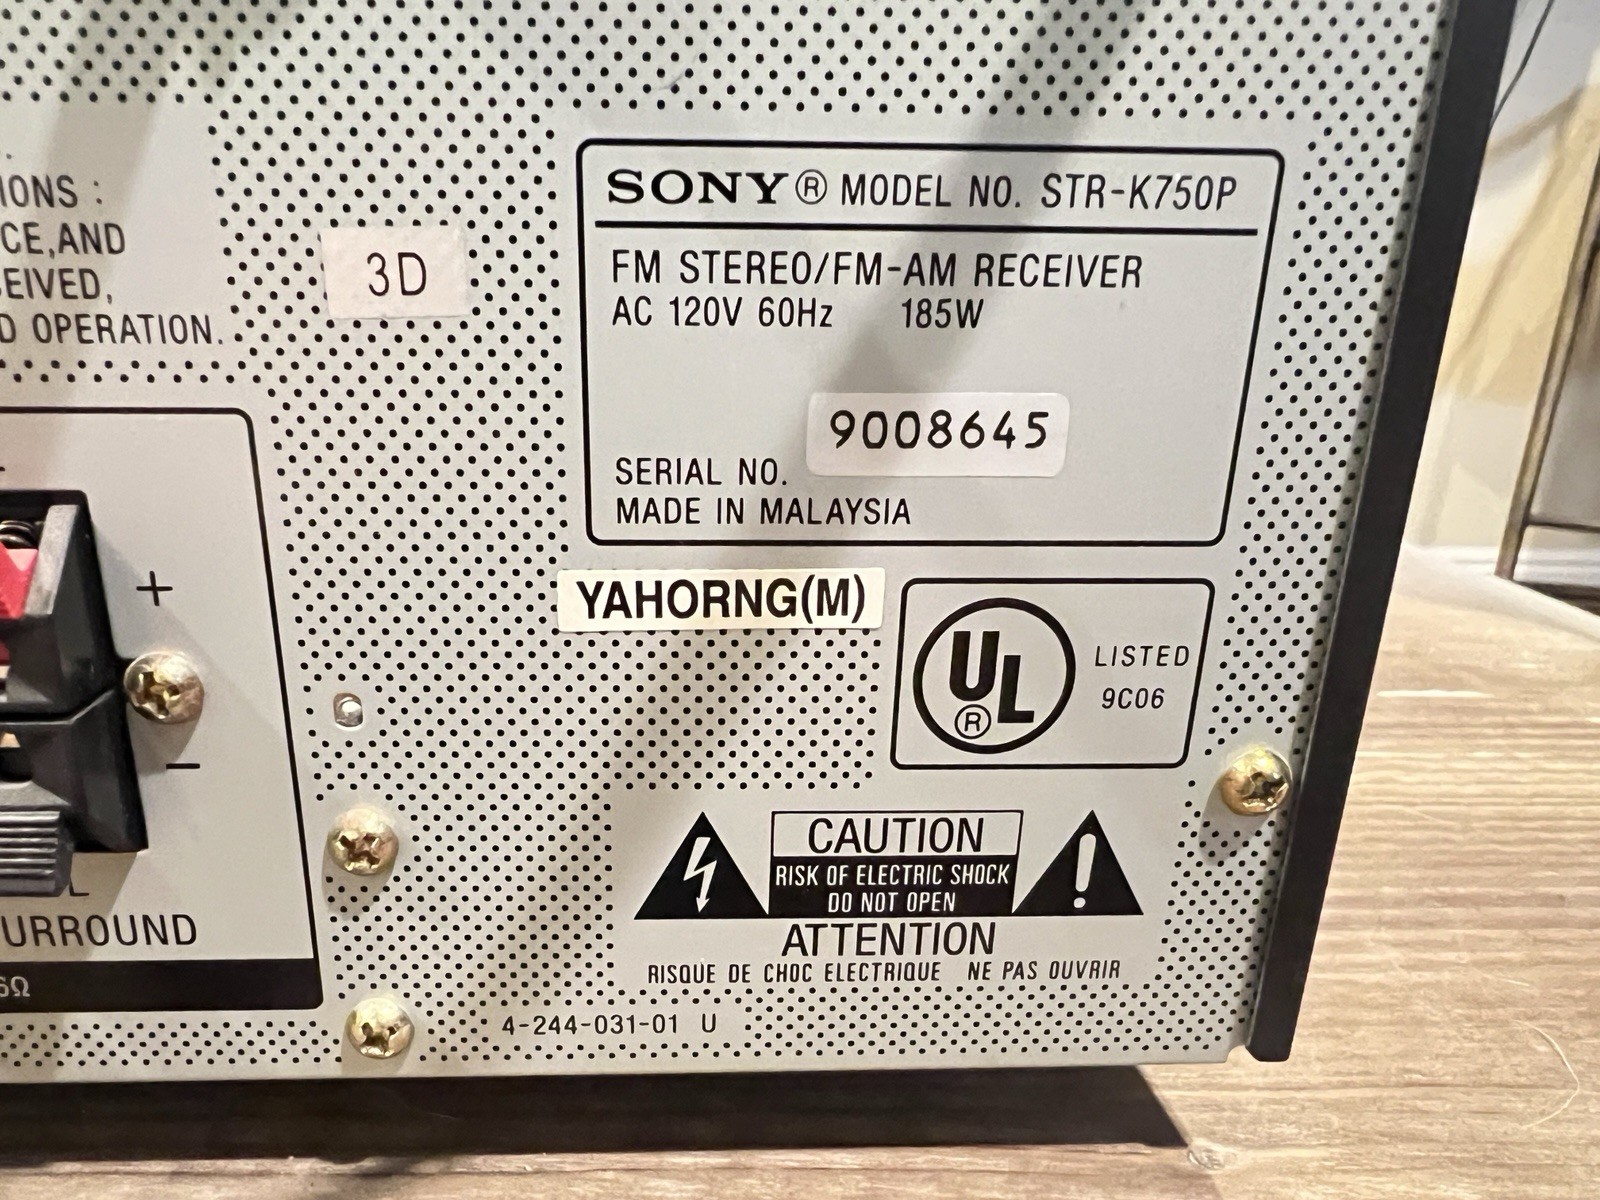 IONS :
CE,AND
EIVED,
D OPERATION.
3D
SONY® MODEL NO. STR-K750P
FM STEREO/FM-AM RECEIVER
AC 120V 60Hz 185W
9008645
SERIAL NO.
MADE IN MALAYSIA
YAHORNG(M)
UL®
LISTED
9C06
+
−
L
URROUND
6Ω
CAUTION
RISK OF ELECTRIC SHOCK
DO NOT OPEN
ATTENTION
RISQUE DE CHOC ELECTRIQUE NE PAS OUVRIR
4-244-031-01 U